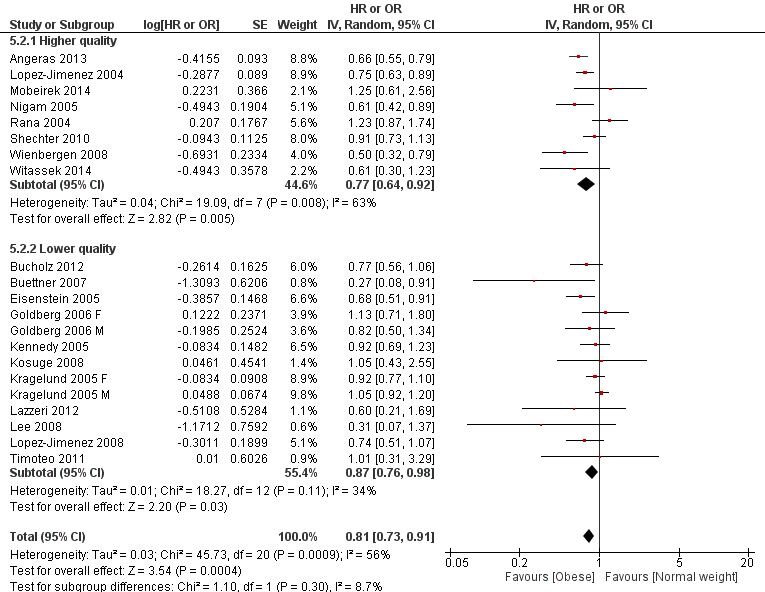 HR or OR HR or OR
Study or Subgroup log[HR or OR] SE Weight IV, Random, 95% CI IV, Random, 95% CI
5.2.1 Higher quality
Angeras 2013 -0.4155 0.093 8.8% 0.66 [0.55, 0.79]
Lopez-Jimenez 2004 -0.2877 0.089 8.9% 0.75 [0.63, 0.89]
Mobeirek 2014 0.2231 0.366 2.1% 1.25 [0.61, 2.56]
Nigam 2005 -0.4943 0.1904 5.1% 0.61 [0.42, 0.89]
Rana 2004 0.207 0.1767 5.6% 1.23 [0.87, 1.74]
Shechter 2010 -0.0943 0.1125 8.0% 0.91 [0.73, 1.13]
Wienbergen 2008 -0.6931 0.2334 4.0% 0.50 [0.32, 0.79]
Witassek 2014 -0.4943 0.3578 2.2% 0.61 [0.30, 1.23]
Subtotal (95% CI) 44.6% 0.77 [0.64, 0.92]
Heterogeneity: Tau² = 0.04; Chi² = 19.09, df = 7 (P = 0.008); I² = 63%
Test for overall effect: Z = 2.82 (P = 0.005)
5.2.2 Lower quality
Bucholz 2012 -0.2614 0.1625 6.0% 0.77 [0.56, 1.06]
Buettner 2007 -1.3093 0.6206 0.8% 0.27 [0.08, 0.91]
Eisenstein 2005 -0.3857 0.1468 6.6% 0.68 [0.51, 0.91]
Goldberg 2006 F 0.1222 0.2371 3.9% 1.13 [0.71, 1.80]
Goldberg 2006 M -0.1985 0.2524 3.6% 0.82 [0.50, 1.34]
Kennedy 2005 -0.0834 0.1482 6.5% 0.92 [0.69, 1.23]
Kosuge 2008 0.0461 0.4541 1.4% 1.05 [0.43, 2.55]
Kragelund 2005 F -0.0834 0.0908 8.9% 0.92 [0.77, 1.10]
Kragelund 2005 M 0.0488 0.0674 9.8% 1.05 [0.92, 1.20]
Lazzeri 2012 -0.5108 0.5284 1.1% 0.60 [0.21, 1.69]
Lee 2008 -1.1712 0.7592 0.6% 0.31 [0.07, 1.37]
Lopez-Jimenez 2008 -0.3011 0.1899 5.1% 0.74 [0.51, 1.07]
Timoteo 2011 0.01 0.6026 0.9% 1.01 [0.31, 3.29]
Subtotal (95% CI) 55.4% 0.87 [0.76, 0.98]
Heterogeneity: Tau² = 0.01; Chi² = 18.27, df = 12 (P = 0.11); I² = 34%
Test for overall effect: Z = 2.20 (P = 0.03)
Total (95% CI) 100.0% 0.81 [0.73, 0.91]
Heterogeneity: Tau² = 0.03; Chi² = 45.73, df = 20 (P = 0.0009); I² = 56%
Test for overall effect: Z = 3.54 (P = 0.0004)
Test for subgroup differences: Chi² = 1.10, df = 1 (P = 0.30), I² = 8.7%
0.05 0.2 1 5 20
Favours [Obese] Favours [Normal weight]